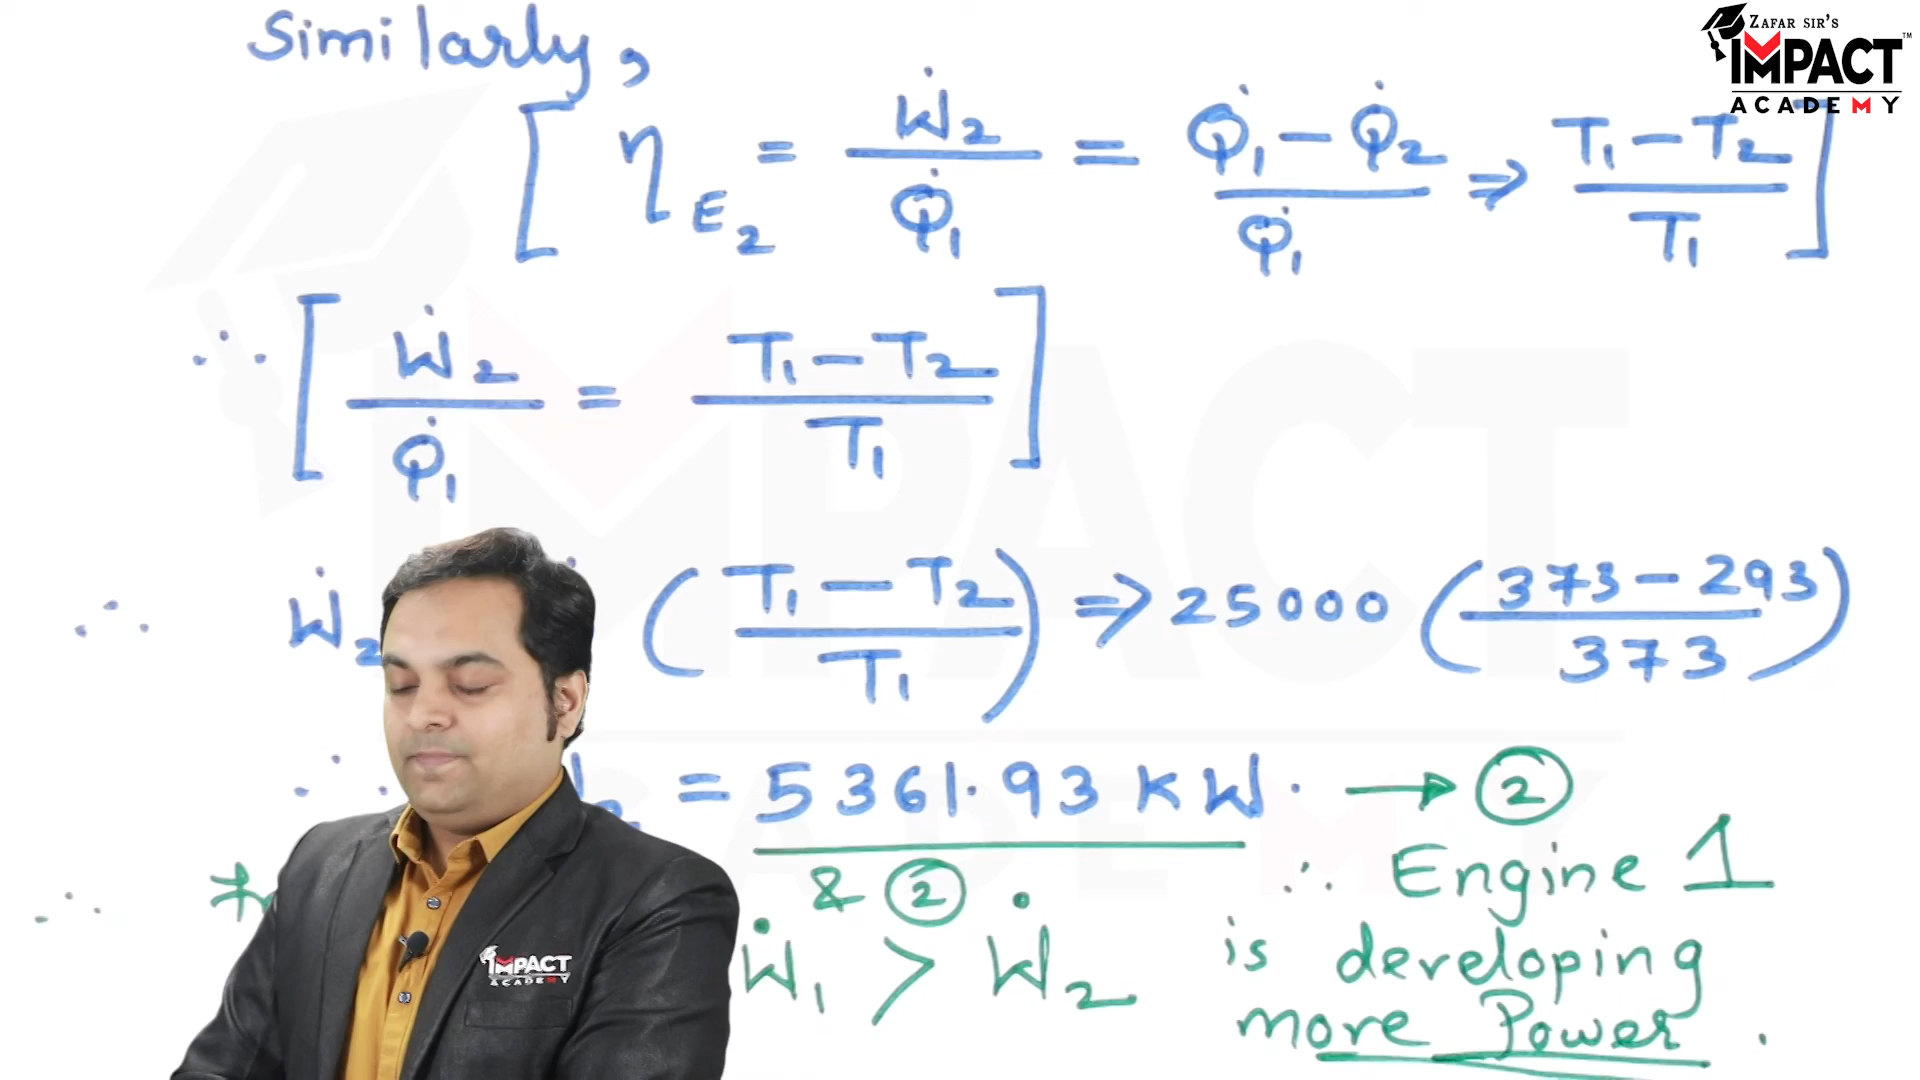 ZAFAR SIR'S
IMPACT™
ACADEMY
Similarly,
[ η_E₂ = Ẇ₂/Q̇₁ = (Q̇₁ − Q̇₂)/Q̇₁ ⇒ (T₁ − T₂)/T₁ ]
∴ [ Ẇ₂/Q̇₁ = (T₁ − T₂)/T₁ ]
∴ Ẇ₂ ( (T₁ − T₂)/T₁ ) ⇒ 25000 ( (373 − 293)/373 )
∴ = 5361.93 KW. → ②
∴ & ②
Ẇ₁ > Ẇ₂
∴ Engine 1
is developing
more Power.
IMPACT
ACADEMY